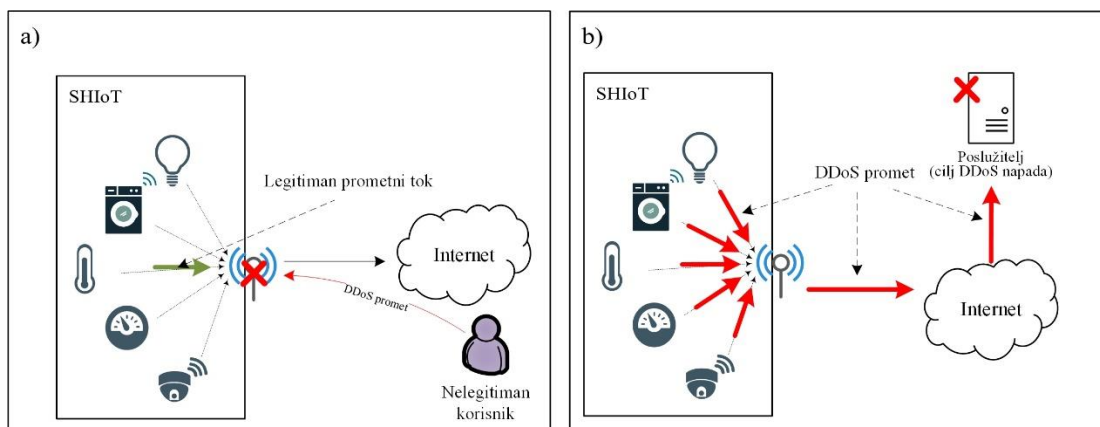 a)
SHIoT
Legitiman prometni tok
Internet
DDoS promet
Nelegitiman
korisnik
b)
SHIoT
DDoS promet
Poslužitelj
(cilj DDoS napada)
Internet